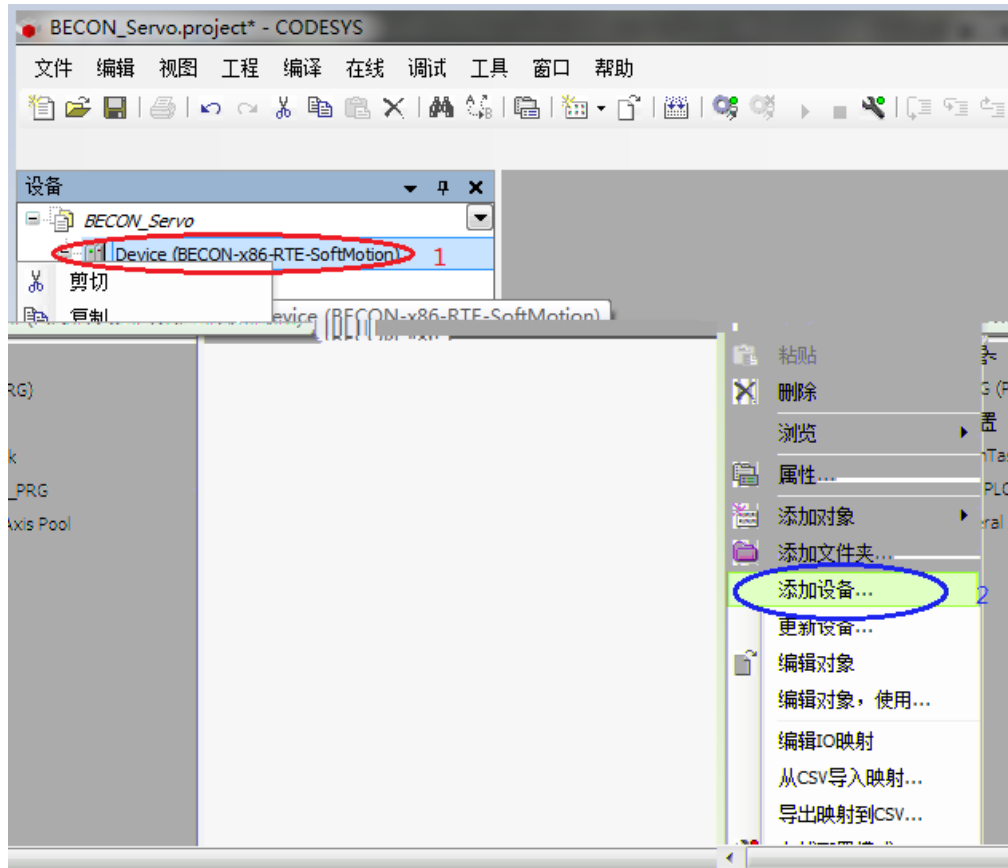 BECON_Servo.project* - CODESYS
文件 编辑 视图 工程 编译 在线 调试 工具 窗口 帮助
设备
BECON_Servo
Device (BECON-x86-RTE-SoftMotion) 1
剪切
复制
Device (BECON-x86-RTE-SoftMotion)
粘贴
RG)
删除
浏览
置
k
属性...
_PRG
添加对象
Axis Pool
添加文件夹...
添加设备... 2
更新设备...
编辑对象
编辑对象，使用...
编辑IO映射
从CSV导入映射...
导出映射到CSV...